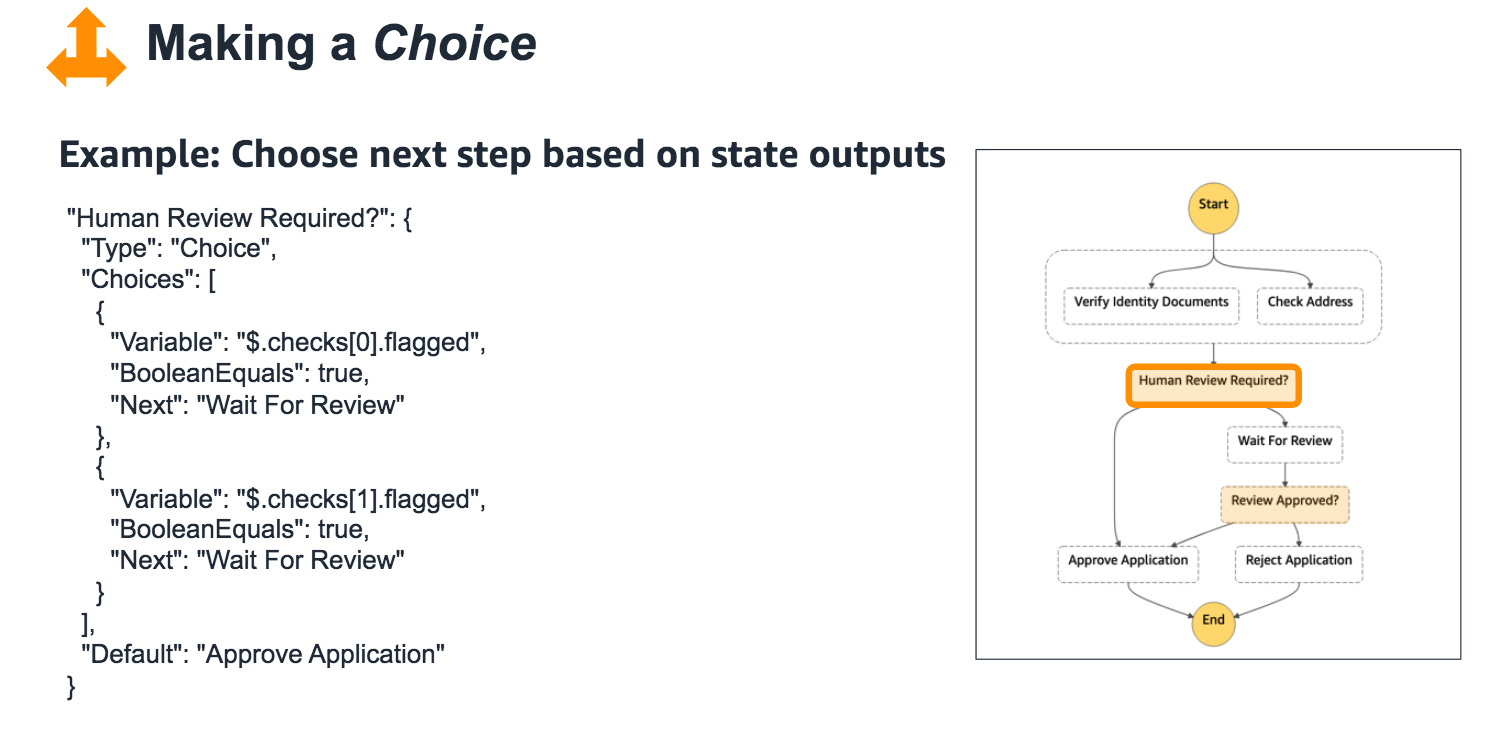 Making a Choice
Example: Choose next step based on state outputs
"Human Review Required?": {
"Type": "Choice",
"Choices": [
{
"Variable": "$.checks[0].flagged",
"BooleanEquals": true,
"Next": "Wait For Review"
},
{
"Variable": "$.checks[1].flagged",
"BooleanEquals": true,
"Next": "Wait For Review"
}
],
"Default": "Approve Application"
}
Start
Verify Identity Documents
Check Address
Human Review Required?
Wait For Review
Review Approved?
Approve Application
Reject Application
End